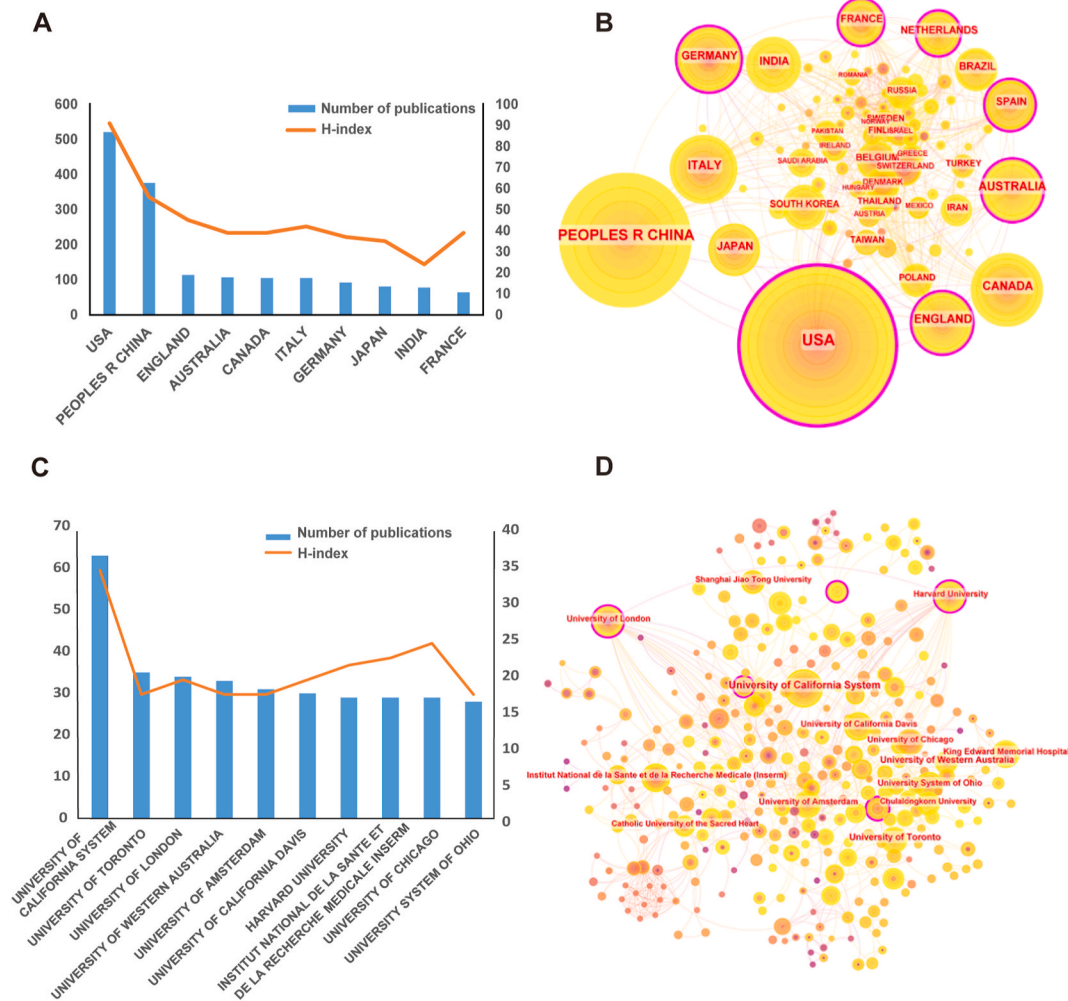 A
Number of publications
H-index
600
500
400
300
200
100
0
100
90
80
70
60
50
40
30
20
10
0
USA
PEOPLES R CHINA
ENGLAND
AUSTRALIA
CANADA
ITALY
GERMANY
JAPAN
INDIA
FRANCE
B
FRANCE
NETHERLANDS
GERMANY
INDIA
BRAZIL
ROMANIA
RUSSIA
SPAIN
SWEDEN
NORWAY
PAKISTAN
FINL
ISRAEL
IRELAND
GREECE
BELGIUM
SAUDI ARABIA
SWITZERLAND
TURKEY
ITALY
DENMARK
HUNGARY
AUSTRALIA
SOUTH KOREA
THAILAND
MEXICO
IRAN
AUSTRIA
PEOPLES R CHINA
JAPAN
TAIWAN
POLAND
CANADA
ENGLAND
USA
C
Number of publications
H-index
70
60
50
40
30
20
10
0
40
35
30
25
20
15
10
5
0
UNIVERSITY OF
CALIFORNIA SYSTEM
UNIVERSITY OF TORONTO
UNIVERSITY OF LONDON
UNIVERSITY OF WESTERN AUSTRALIA
UNIVERSITY OF AMSTERDAM
UNIVERSITY OF CALIFORNIA DAVIS
HARVARD UNIVERSITY
INSTITUT NATIONAL DE LA SANTE ET
DE LA RECHERCHE MEDICALE INSERM
UNIVERSITY OF CHICAGO
UNIVERSITY SYSTEM OF OHIO
D
Shanghai Jiao Tong University
Harvard University
University of London
University of California System
University of California Davis
University of Chicago
King Edward Memorial Hospital
University of Western Australia
Institut National de la Sante et de la Recherche Medicale (Inserm)
University System of Ohio
University of Amsterdam
Chulalongkorn University
Catholic University of the Sacred Heart
University of Toronto